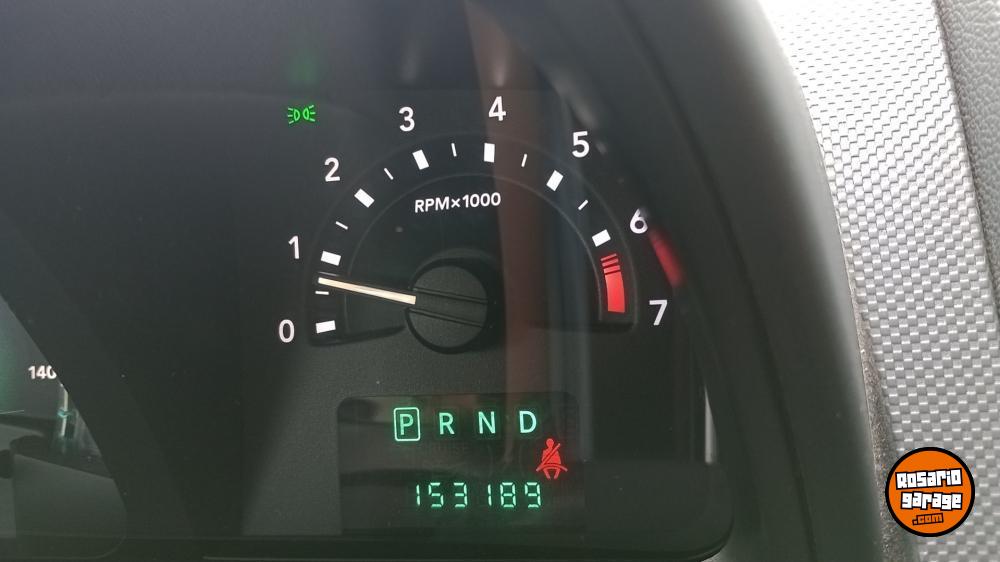 3 4
2 5
RPM×1000
1 6
0 7
140
P R N D
153189
Rosario
garage
.com